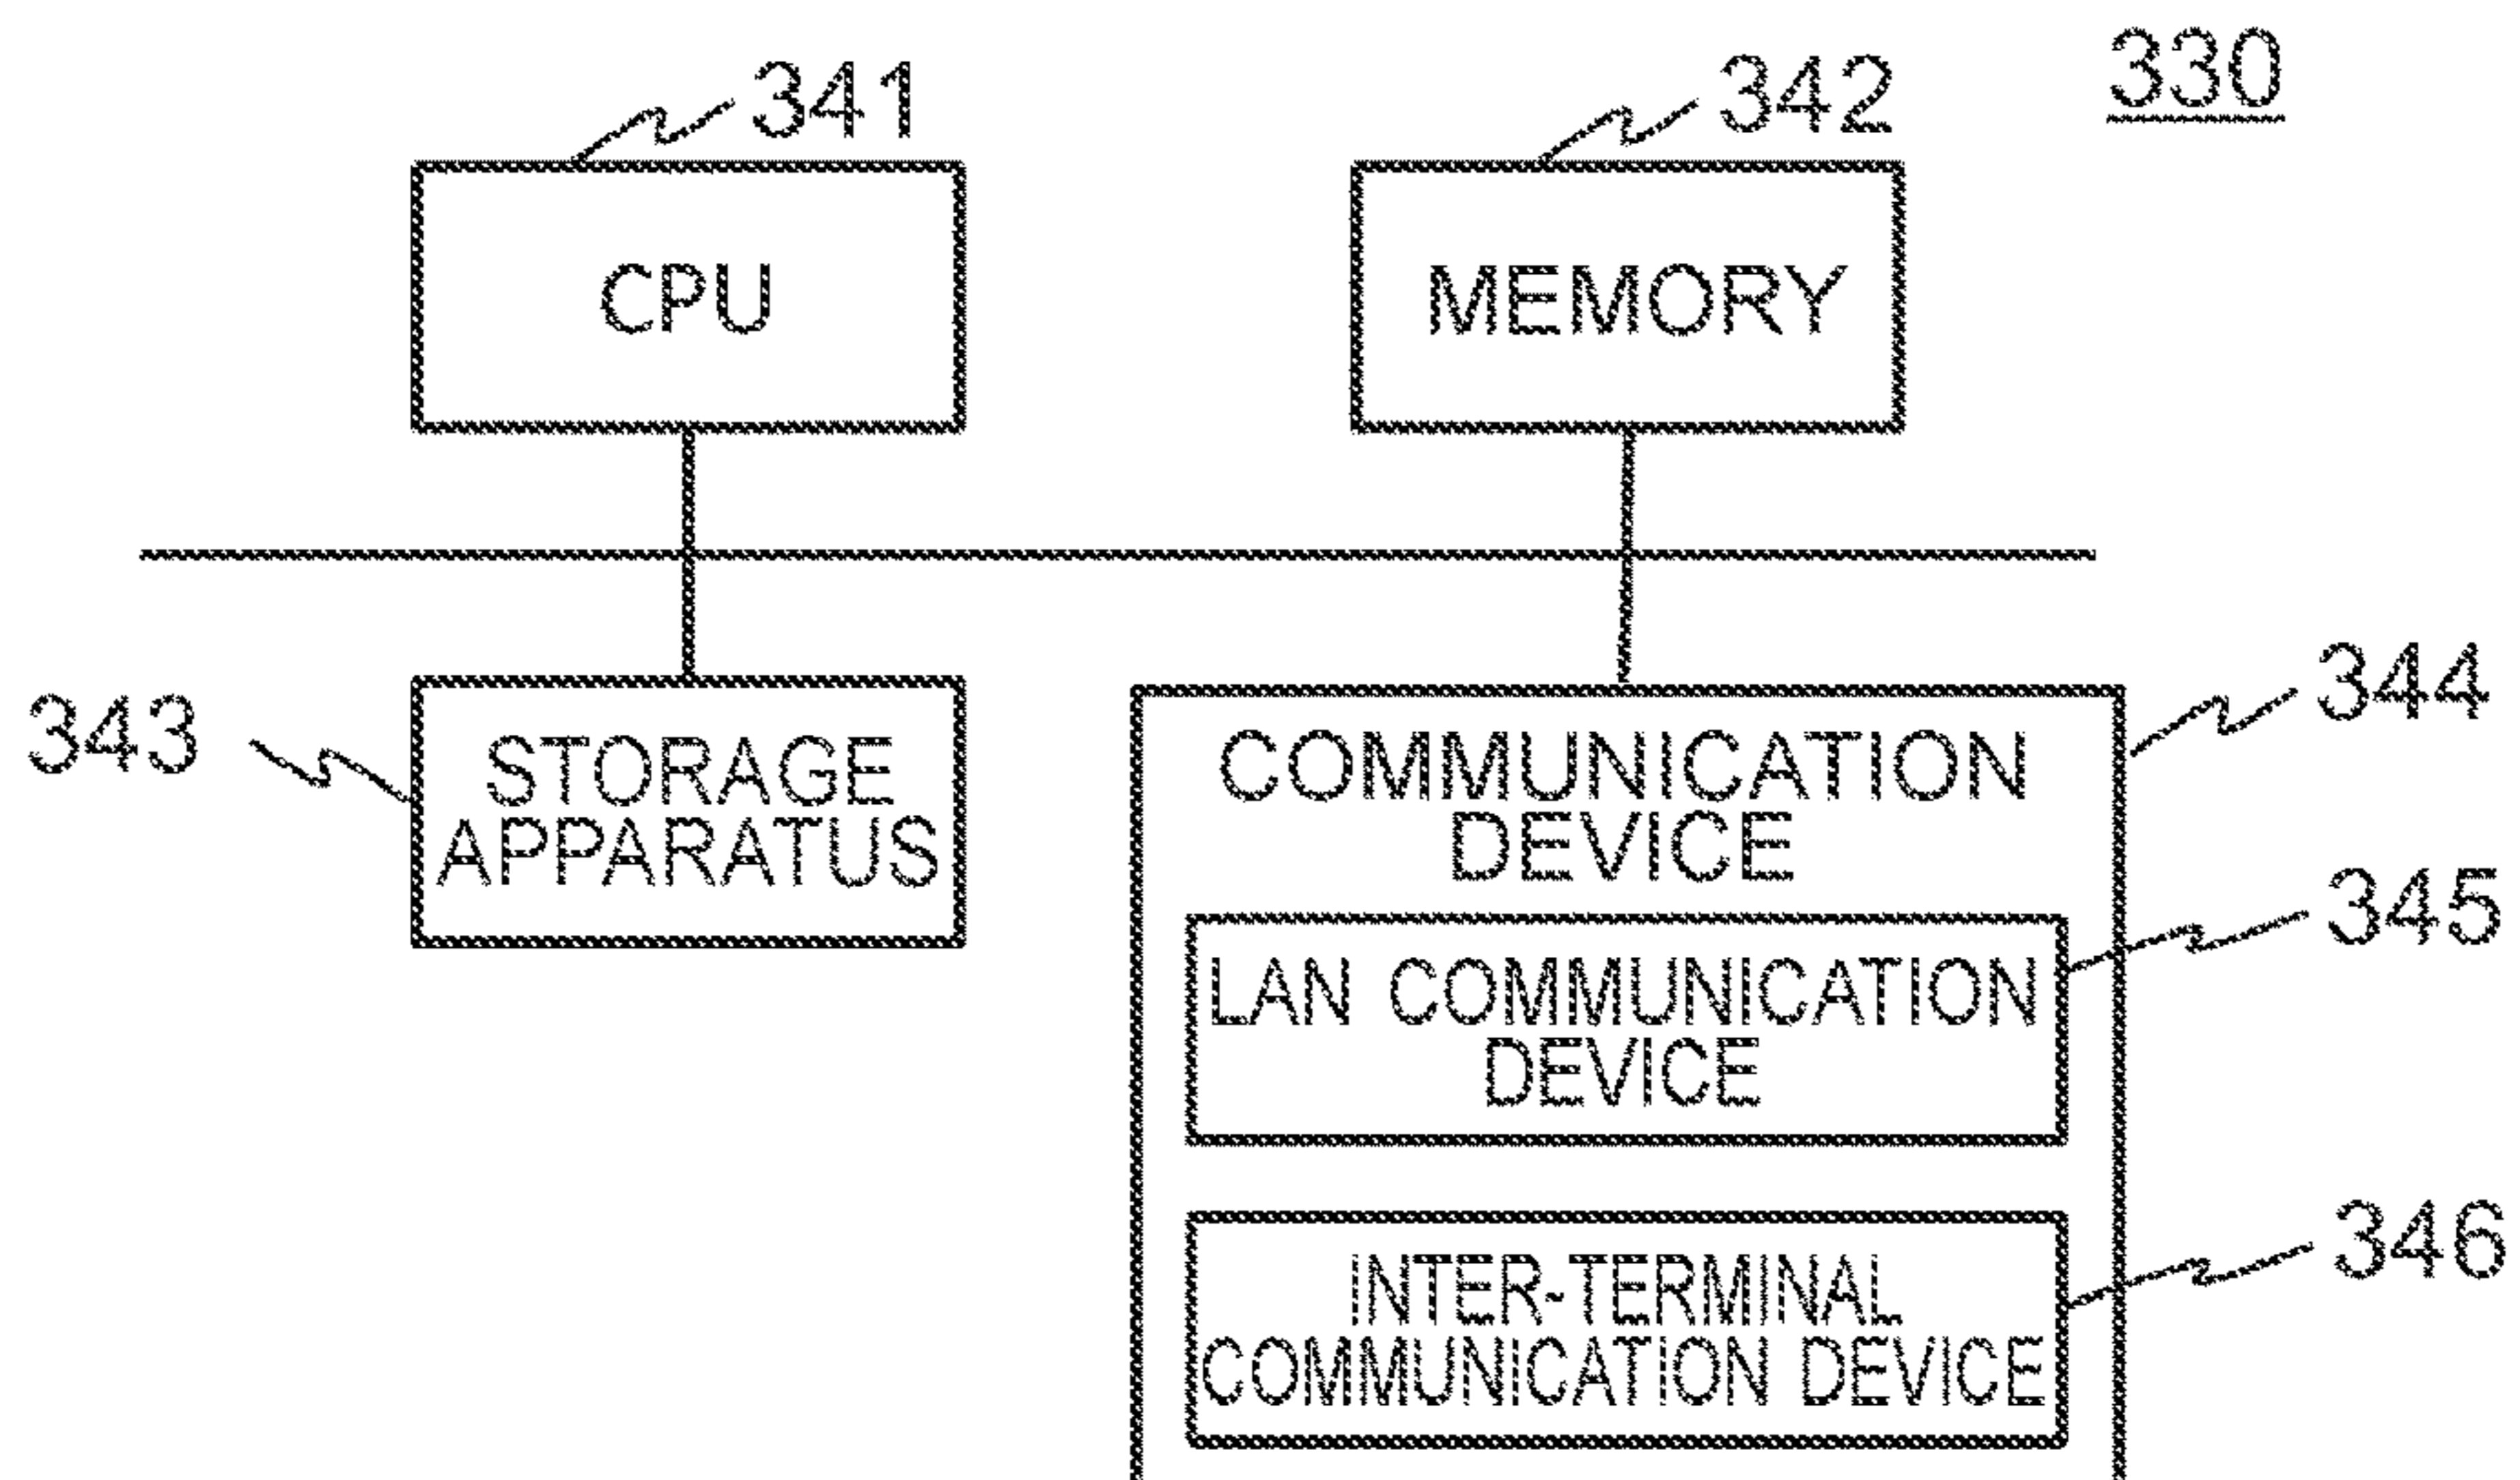 330
341
342
CPU
MEMORY
343
STORAGE
APPARATUS
344
COMMUNICATION
DEVICE
345
LAN COMMUNICATION
DEVICE
346
INTER-TERMINAL
COMMUNICATION DEVICE